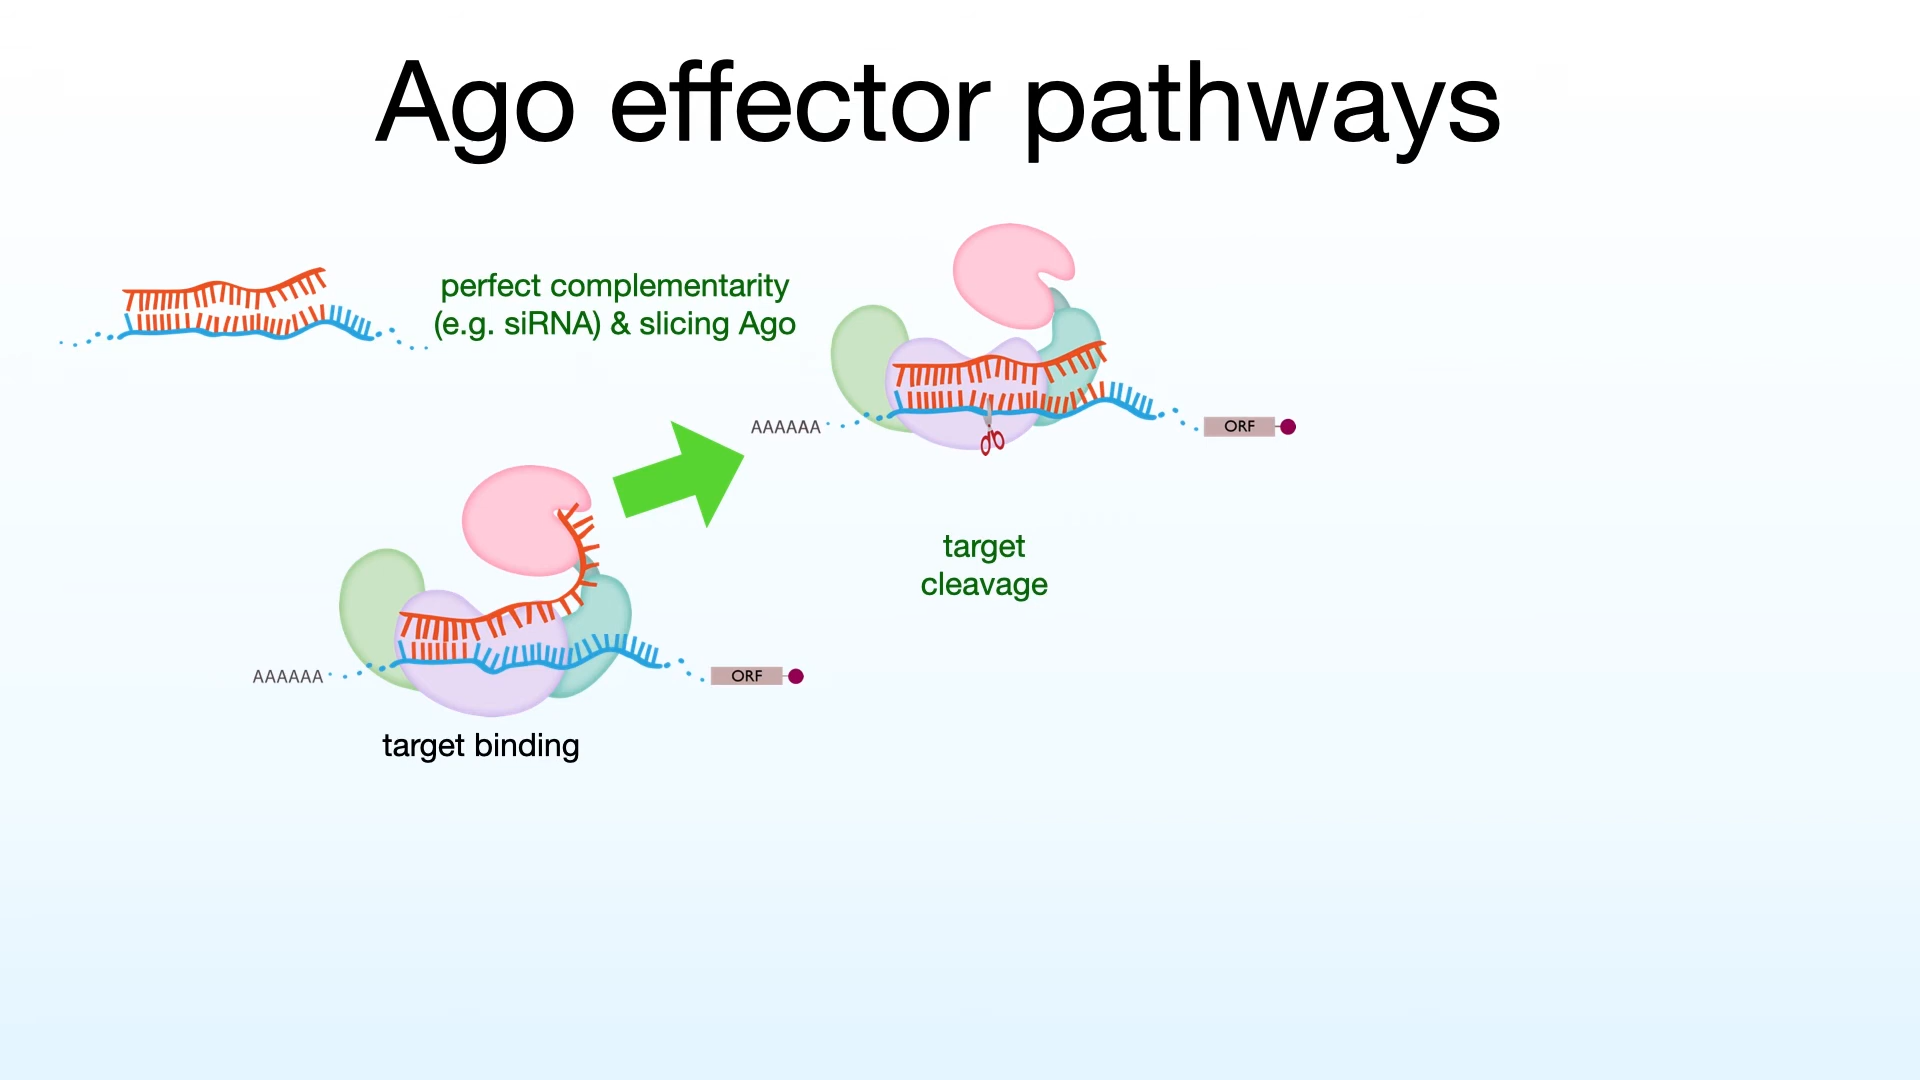 Ago effector pathways
perfect complementarity
(e.g. siRNA) & slicing Ago
AAAAAA
ORF
target
cleavage
AAAAAA
ORF
target binding